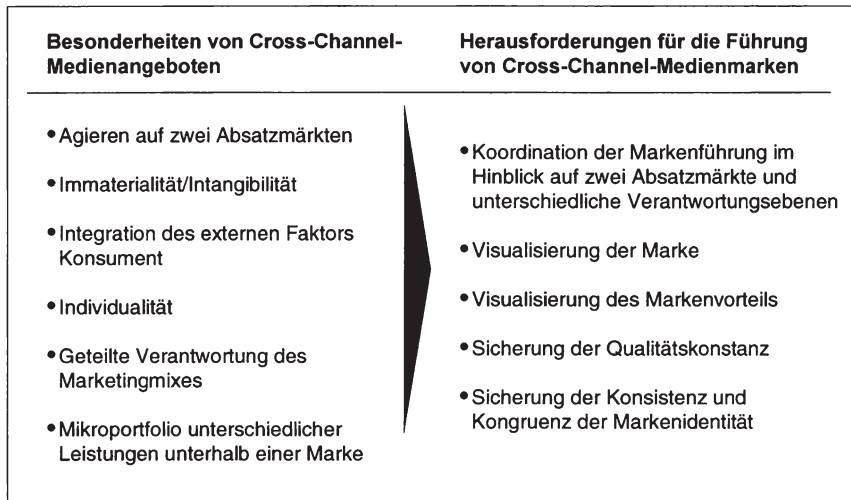 Besonderheiten von Cross-Channel-
Medienangeboten
• Agieren auf zwei Absatzmärkten
• Immaterialität/Intangibilität
• Integration des externen Faktors
Konsument
• Individualität
• Geteilte Verantwortung des
Marketingmixes
• Mikroportfolio unterschiedlicher
Leistungen unterhalb einer Marke
Herausforderungen für die Führung
von Cross-Channel-Medienmarken
• Koordination der Markenführung im
Hinblick auf zwei Absatzmärkte und
unterschiedliche Verantwortungsebenen
• Visualisierung der Marke
• Visualisierung des Markenvorteils
• Sicherung der Qualitätskonstanz
• Sicherung der Konsistenz und
Kongruenz der Markenidentität